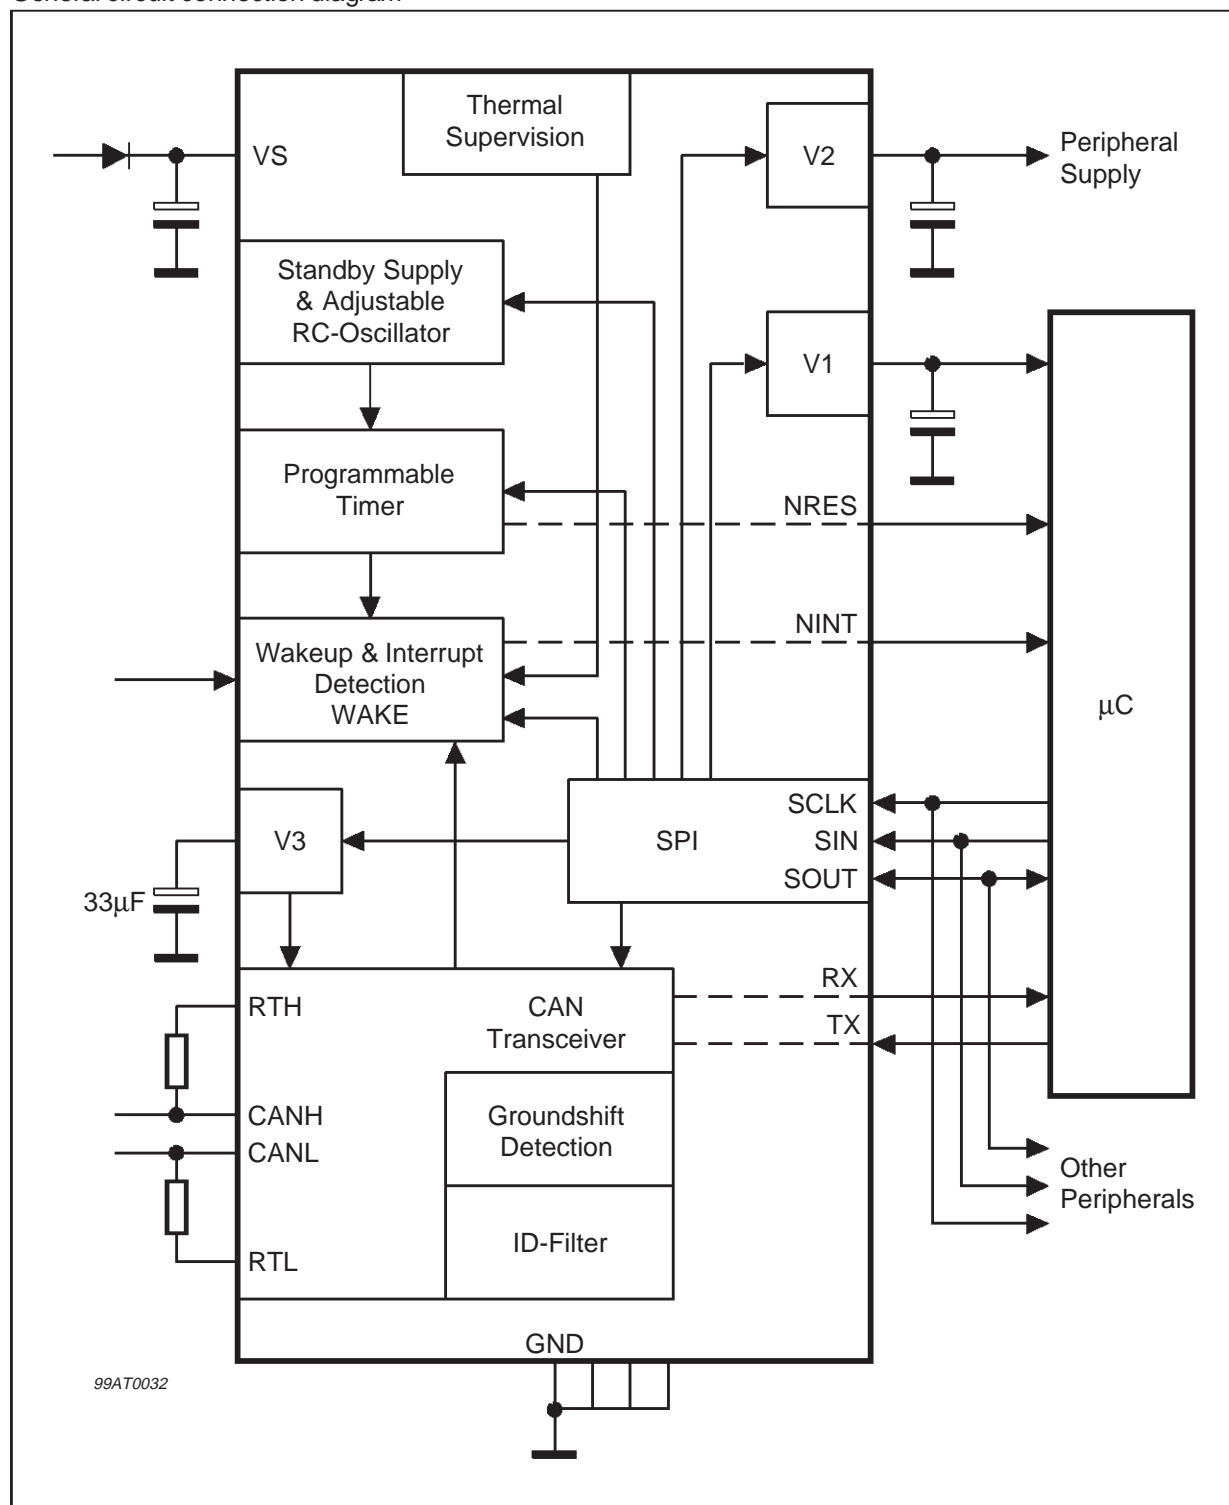 General circuit connection diagram
Thermal
Supervision
VS
V2
Peripheral
Supply
Standby Supply
& Adjustable
RC-Oscillator
V1
Programmable
Timer
NRES
NINT
Wakeup & Interrupt
Detection
WAKE
μC
V3
SPI
SCLK
SIN
SOUT
33μF
RTH
CAN
Transceiver
RX
TX
CANH
CANL
Groundshift
Detection
Other
Peripherals
RTL
ID-Filter
GND
99AT0032